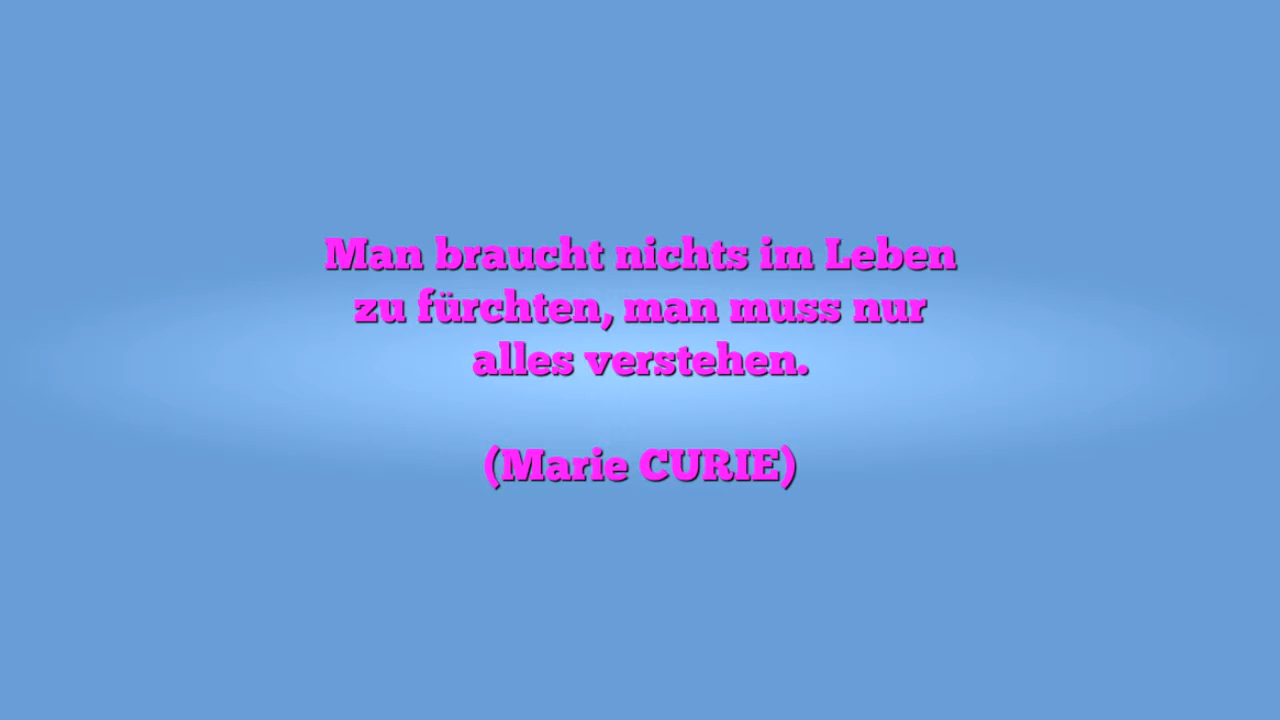 Man braucht nichts im Leben
zu fürchten, man muss nur
alles verstehen.
(Marie CURIE)